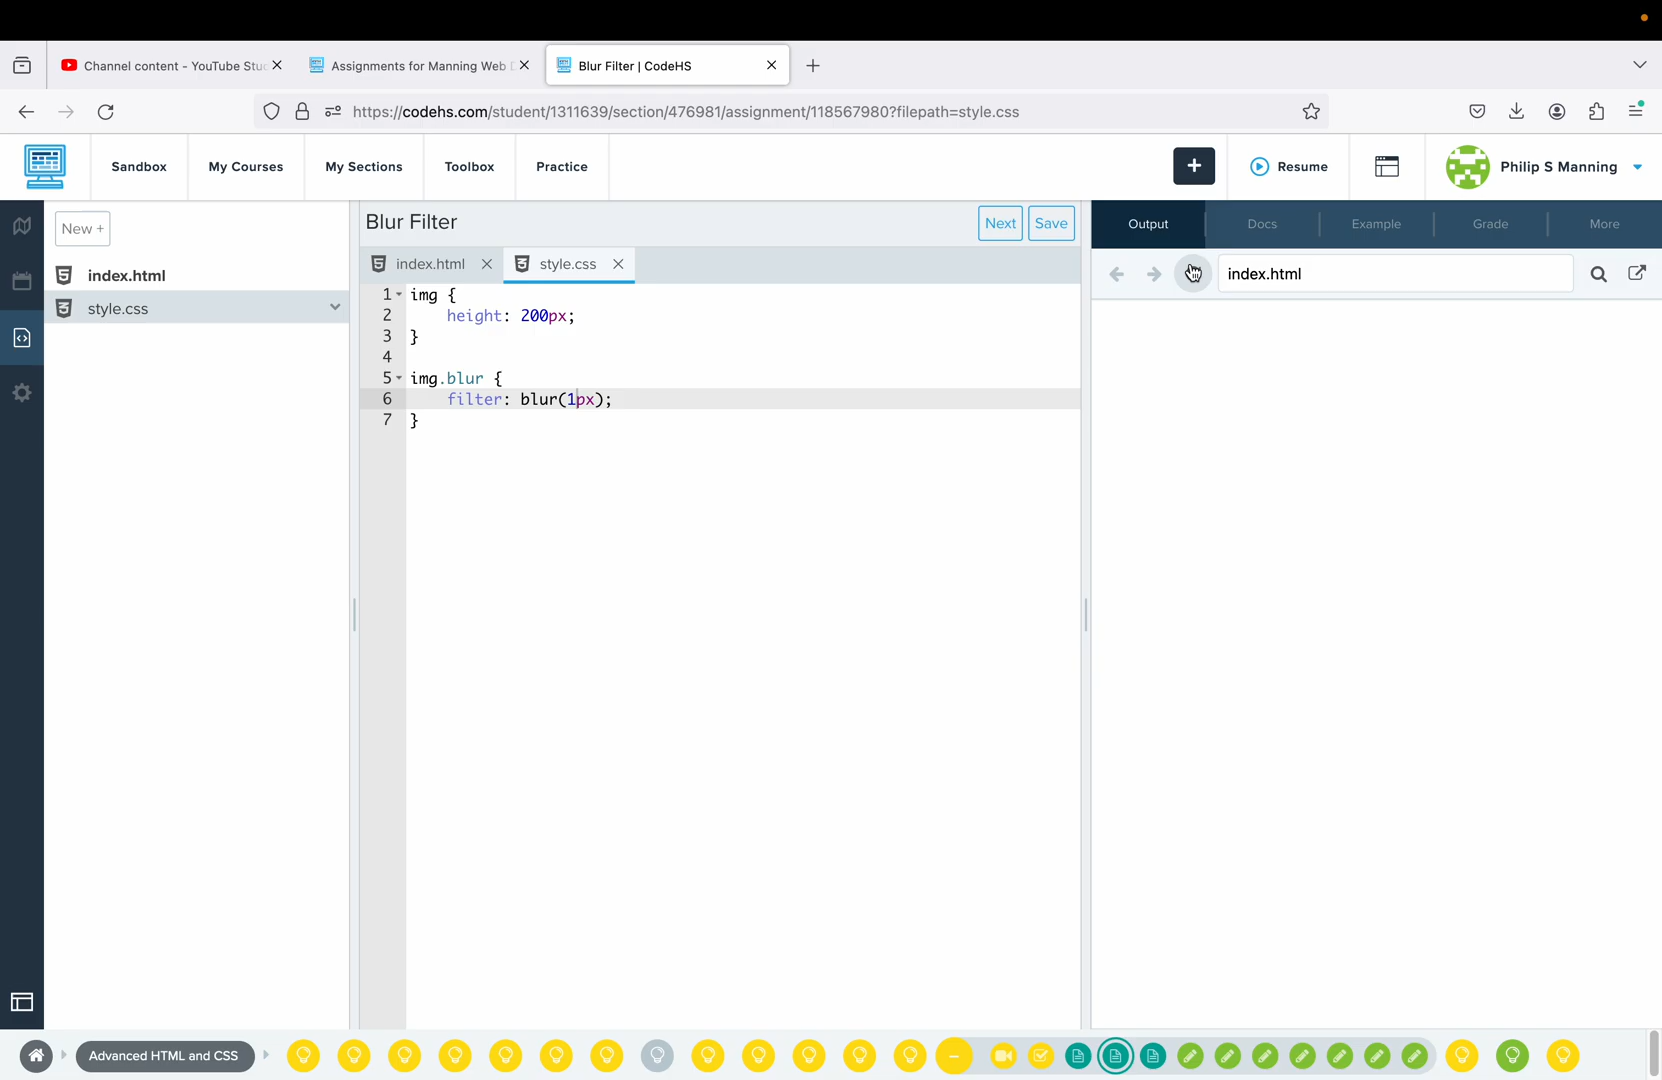 Channel content - YouTube Stu
Assignments for Manning Web D
Blur Filter | CodeHS
https://codehs.com/student/1311639/section/476981/assignment/118567980?filepath=style.css
Sandbox
My Courses
My Sections
Toolbox
Practice
+
Resume
Philip S Manning
New +
Blur Filter
Next
Save
Output
Docs
Example
Grade
More
index.html
style.css
index.html
style.css
index.html
1 img {
2 height: 200px;
3 }
4
5 img.blur {
6 filter: blur(1px);
7 }
Advanced HTML and CSS